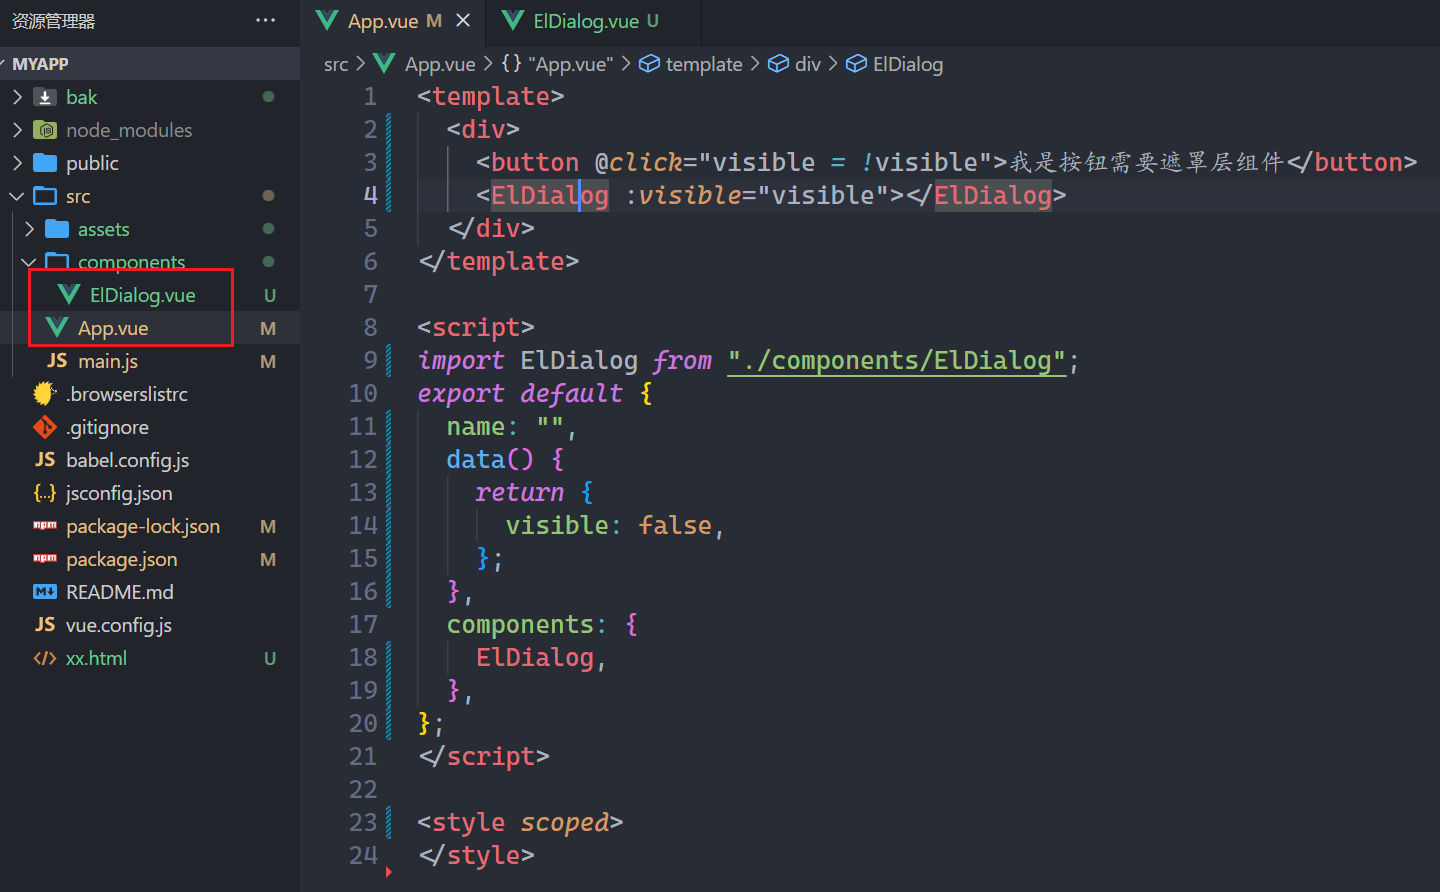 资源管理器 ···
MYAPP
bak
node_modules
public
src
assets
components
ElDialog.vue U
App.vue M
JS main.js M
.browserslistrc
.gitignore
JS babel.config.js
{..} jsconfig.json
npm package-lock.json M
npm package.json M
M↓ README.md
JS vue.config.js
</> xx.html U
App.vue M × ElDialog.vue U
src > App.vue > {} "App.vue" > template > div > ElDialog
1 <template>
2 <div>
3 <button @click="visible = !visible">我是按钮需要遮罩层组件</button>
4 <ElDialog :visible="visible"></ElDialog>
5 </div>
6 </template>
7
8 <script>
9 import ElDialog from "./components/ElDialog";
10 export default {
11 name: "",
12 data() {
13 return {
14 visible: false,
15 };
16 },
17 components: {
18 ElDialog,
19 },
20 };
21 </script>
22
23 <style scoped>
24 </style>